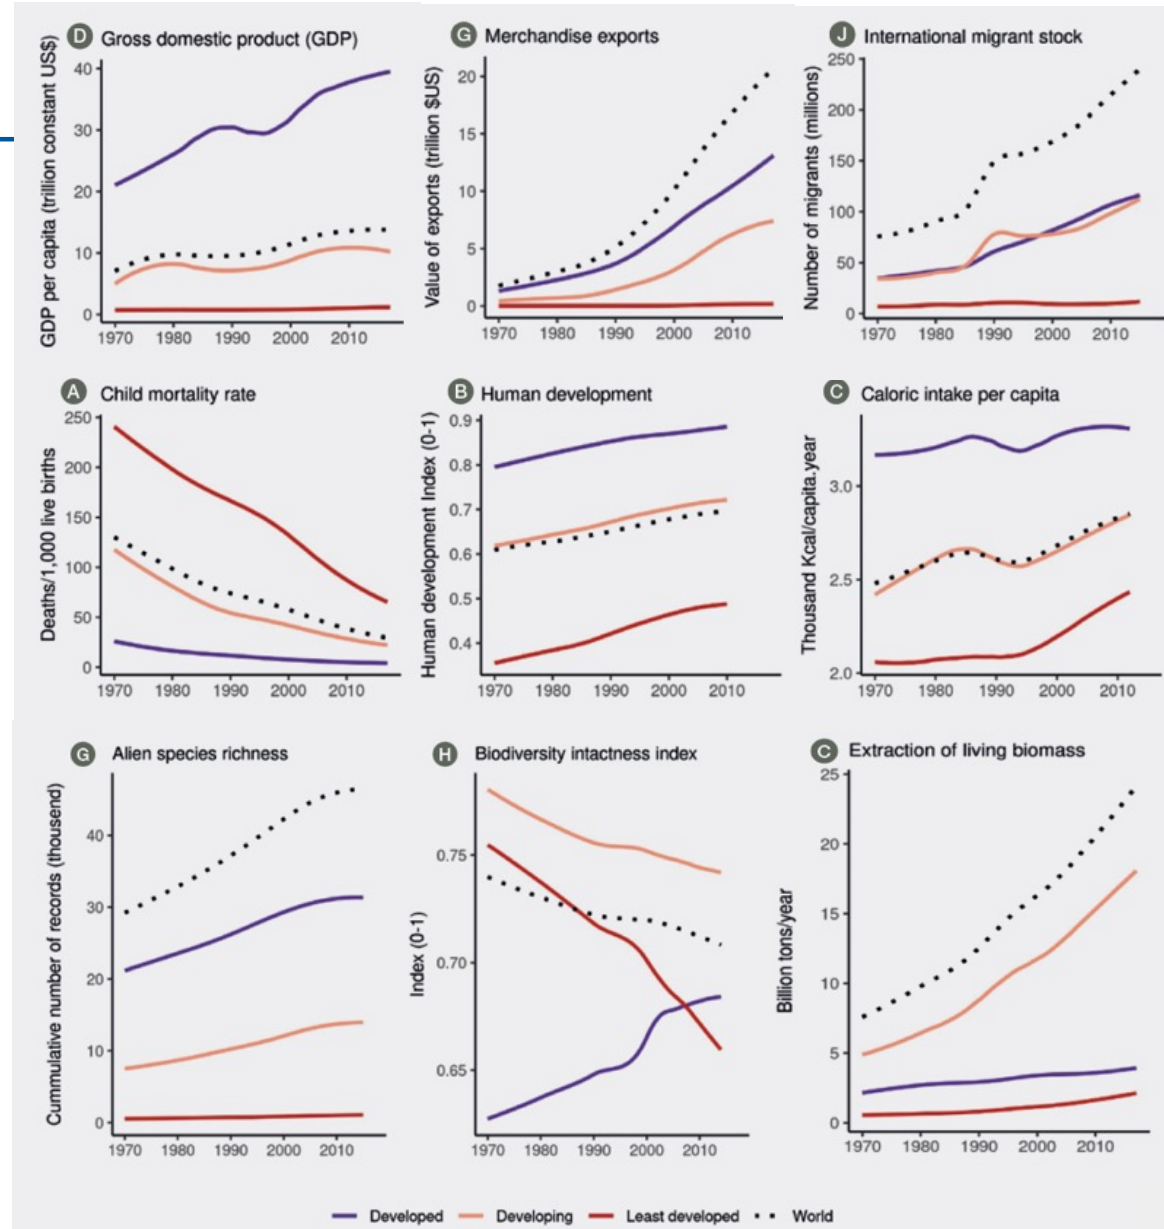 D Gross domestic product (GDP)
GDP per capita (trillion constant US$)
40
30
20
10
0
1970 1980 1990 2000 2010
G Merchandise exports
Value of exports (trillion $US)
20
15
10
5
0
1970 1980 1990 2000 2010
J International migrant stock
Number of migrants (millions)
250
200
150
100
50
0
1970 1980 1990 2000 2010
A Child mortality rate
Deaths/1,000 live births
250
200
150
100
50
0
1970 1980 1990 2000 2010
B Human development
Human development Index (0-1)
0.9
0.8
0.7
0.6
0.5
0.4
1970 1980 1990 2000 2010
C Caloric intake per capita
Thousand Kcal/capita.year
3.0
2.5
2.0
1970 1980 1990 2000 2010
G Alien species richness
Cummulative number of records (thousend)
40
30
20
10
0
1970 1980 1990 2000 2010
H Biodiversity intactness index
Index (0-1)
0.75
0.70
0.65
1970 1980 1990 2000 2010
C Extraction of living biomass
Billion tons/year
25
20
15
10
5
0
1970 1980 1990 2000 2010
Developed Developing Least developed World